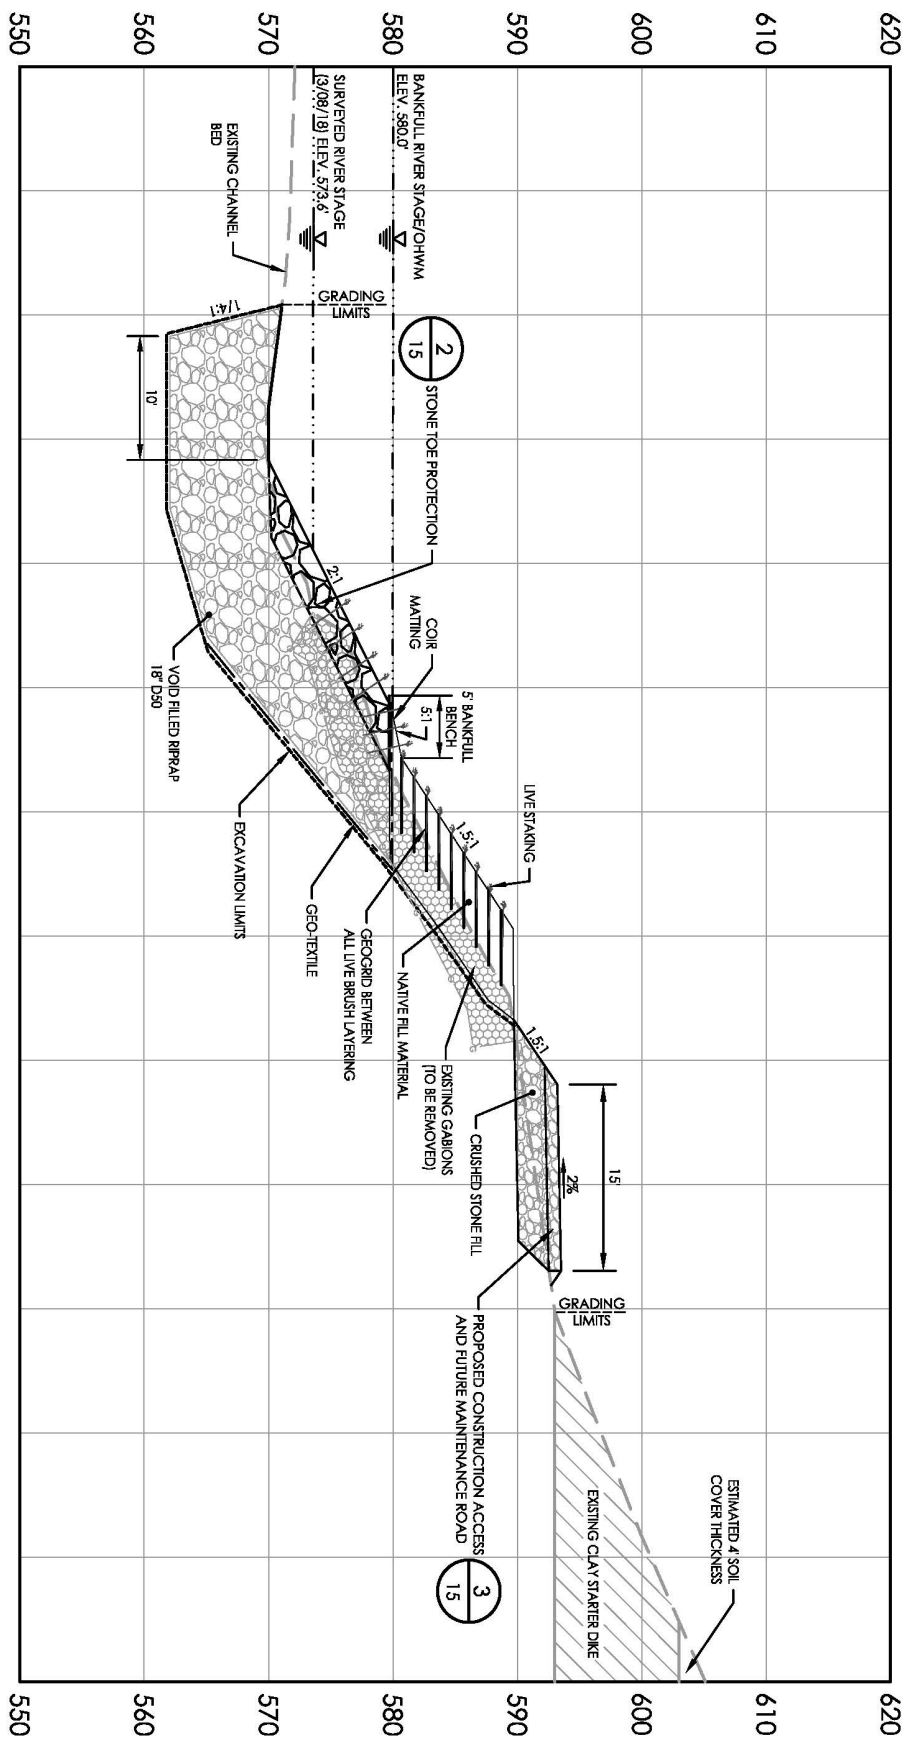 620
610
600
590
580
570
560
550
BANKFULL RIVER STAGE/OHWM
ELEV. 580.0'
SURVEYED RIVER STAGE
(3/08/18) ELEV. 573.6'
EXISTING CHANNEL
BED
GRADING
LIMITS
1/4:1
10'
2
15
STONE TOE PROTECTION
2:1
COIR
MATTING
5' BANKFULL
BENCH
5:1
VOID FILLED RIPRAP
18" D50
LIVE STAKING
1.5:1
EXCAVATION LIMITS
GEO-TEXTILE
GEOGRID BETWEEN
ALL LIVE BRUSH LAYERING
NATIVE FILL MATERIAL
EXISTING GABIONS
(TO BE REMOVED)
CRUSHED STONE FILL
1.5:1
15'
2%
PROPOSED CONSTRUCTION ACCESS
AND FUTURE MAINTENANCE ROAD
3
15
GRADING
LIMITS
EXISTING CLAY STARTER DIKE
ESTIMATED 4' SOIL
COVER THICKNESS
620
610
600
590
580
570
560
550